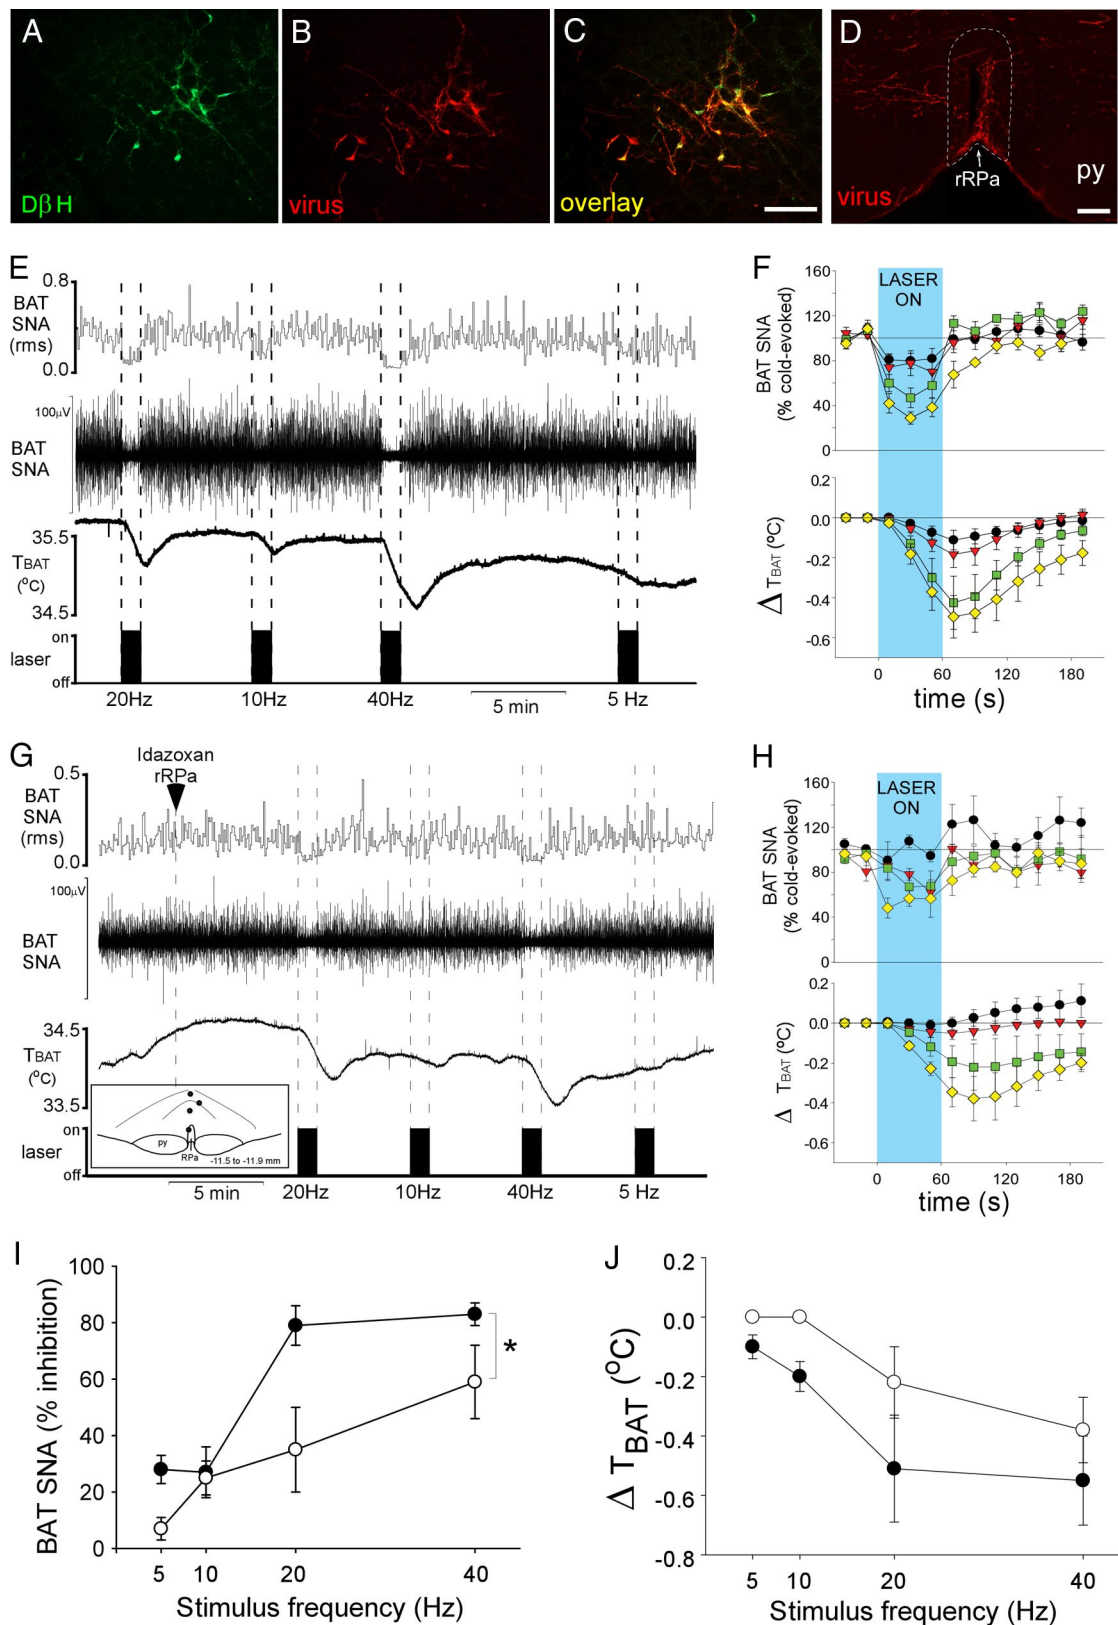 A
B
C
D
DβH
virus
overlay
virus
rRPa
py
E
0.8
BAT
SNA
(rms)
0.0
100μV
BAT
SNA
35.5
TBAT
(°C)
34.5
on
laser
off
20Hz
10Hz
40Hz
5 min
5 Hz
F
160
LASER
ON
120
80
40
0
BAT SNA
(% cold-evoked)
0.2
0.0
-0.2
-0.4
-0.6
Δ TBAT (°C)
0
60
120
180
time (s)
G
Idazoxan
rRPa
0.5
BAT
SNA
(rms)
0.0
100μV
BAT
SNA
34.5
TBAT
(°C)
33.5
py
RPa
-11.5 to -11.9 mm
on
laser
off
5 min
20Hz
10Hz
40Hz
5 Hz
H
160
LASER
ON
120
80
40
0
BAT SNA
(% cold-evoked)
0.2
0.0
-0.2
-0.4
-0.6
Δ TBAT (°C)
0
60
120
180
time (s)
I
100
80
60
40
20
0
BAT SNA (% inhibition)
*
5
10
20
40
Stimulus frequency (Hz)
J
0.2
0.0
-0.2
-0.4
-0.6
-0.8
Δ TBAT (°C)
5
10
20
40
Stimulus frequency (Hz)